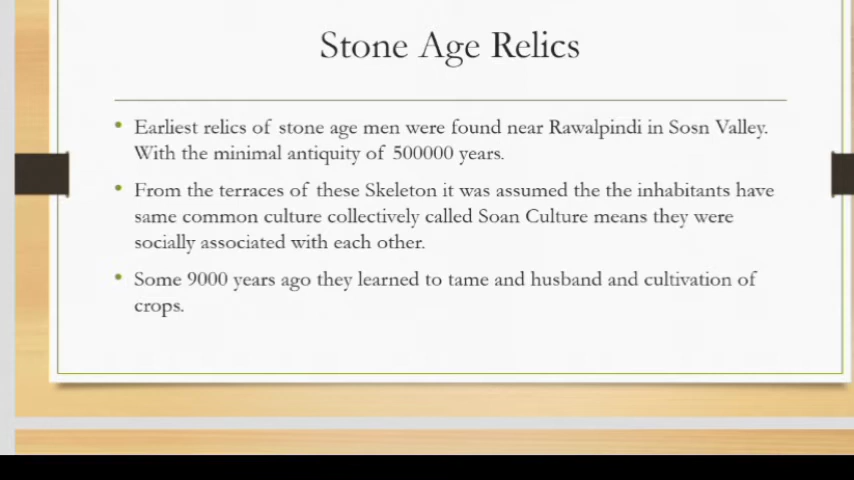 Stone Age Relics
• Earliest relics of stone age men were found near Rawalpindi in Sosn Valley.
With the minimal antiquity of 500000 years.
• From the terraces of these Skeleton it was assumed the the inhabitants have
same common culture collectively called Soan Culture means they were
socially associated with each other.
• Some 9000 years ago they learned to tame and husband and cultivation of
crops.